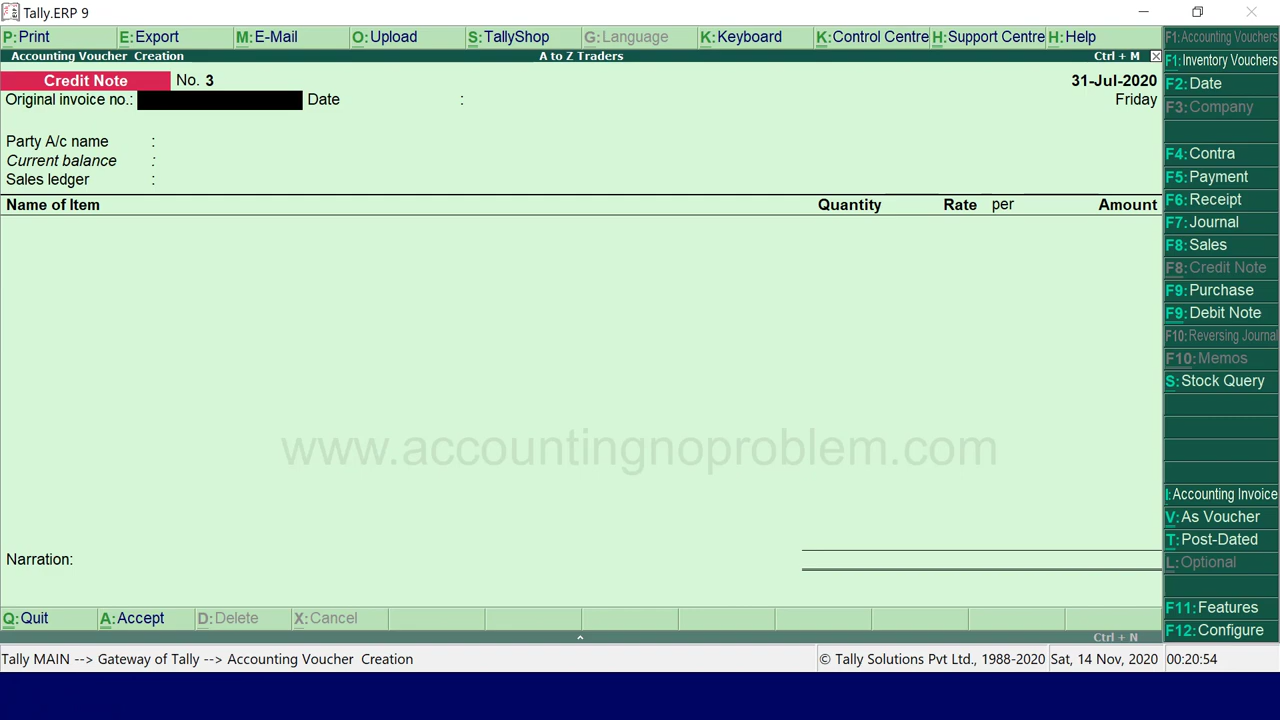 Tally.ERP 9
P: Print E: Export M: E-Mail O: Upload S: TallyShop G: Language K: Keyboard K: Control Centre H: Support Centre H: Help
Accounting Voucher Creation A to Z Traders Ctrl + M
Credit Note No. 3 31-Jul-2020
Original invoice no.: Date : Friday
Party A/c name :
Current balance :
Sales ledger :
Name of Item Quantity Rate per Amount
www.accountingnoproblem.com
Narration:
Q: Quit A: Accept D: Delete X: Cancel
Ctrl + N
Tally MAIN --> Gateway of Tally --> Accounting Voucher Creation © Tally Solutions Pvt Ltd., 1988-2020 Sat, 14 Nov, 2020 00:20:54
F1: Accounting Vouchers
F1: Inventory Vouchers
F2: Date
F3: Company
F4: Contra
F5: Payment
F6: Receipt
F7: Journal
F8: Sales
F8: Credit Note
F9: Purchase
F9: Debit Note
F10: Reversing Journal
F10: Memos
S: Stock Query
I: Accounting Invoice
V: As Voucher
T: Post-Dated
L: Optional
F11: Features
F12: Configure